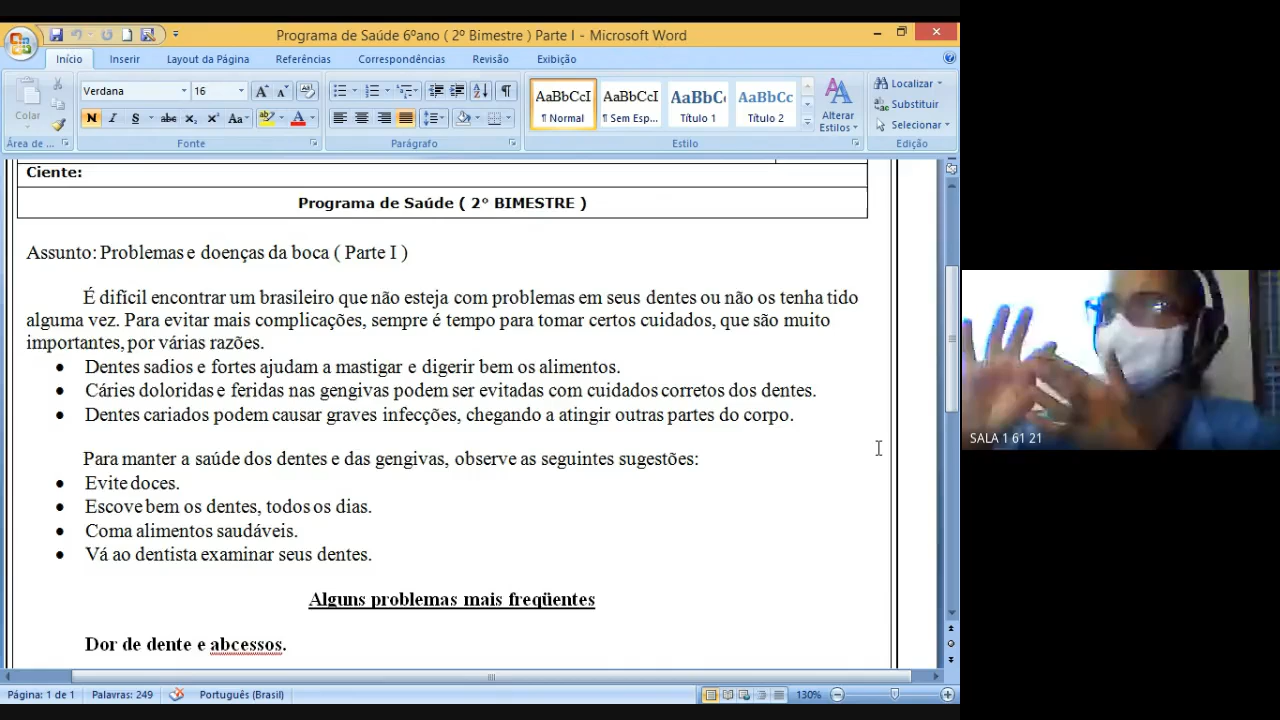 Programa de Saúde 6ºano ( 2º Bimestre ) Parte I - Microsoft Word
Início Inserir Layout da Página Referências Correspondências Revisão Exibição
Colar
Área de ...
Verdana 16
N I S abc x₂ x² Aa
Fonte
Parágrafo
AaBbCcI AaBbCcI AaBbC AaBbCc
¶ Normal ¶ Sem Esp... Título 1 Título 2
Alterar Estilos
Estilo
Localizar
Substituir
Selecionar
Edição
Ciente:
Programa de Saúde ( 2° BIMESTRE )
Assunto: Problemas e doenças da boca ( Parte I )
É difícil encontrar um brasileiro que não esteja com problemas em seus dentes ou não os tenha tido
alguma vez. Para evitar mais complicações, sempre é tempo para tomar certos cuidados, que são muito
importantes, por várias razões.
• Dentes sadios e fortes ajudam a mastigar e digerir bem os alimentos.
• Cáries doloridas e feridas nas gengivas podem ser evitadas com cuidados corretos dos dentes.
• Dentes cariados podem causar graves infecções, chegando a atingir outras partes do corpo.
Para manter a saúde dos dentes e das gengivas, observe as seguintes sugestões:
• Evite doces.
• Escove bem os dentes, todos os dias.
• Coma alimentos saudáveis.
• Vá ao dentista examinar seus dentes.
Alguns problemas mais freqüentes
Dor de dente e abcessos.
Página: 1 de 1 Palavras: 249 Português (Brasil) 130%
SALA 1 61 21